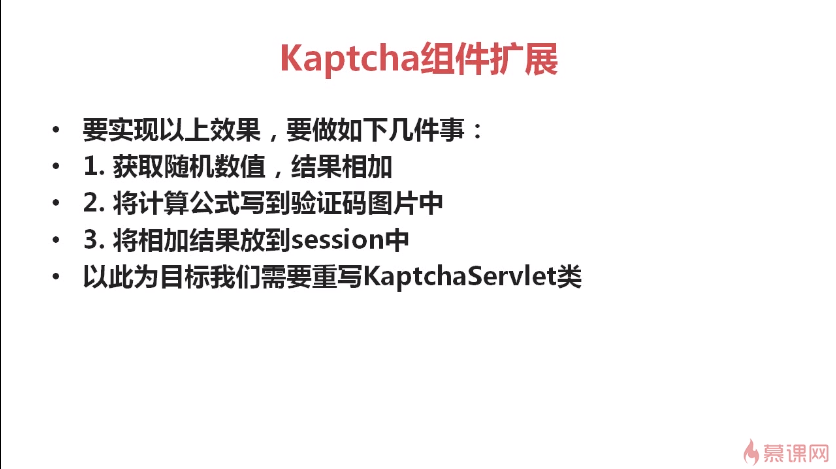 Kaptcha组件扩展
• 要实现以上效果，要做如下几件事：
• 1. 获取随机数值，结果相加
• 2. 将计算公式写到验证码图片中
• 3. 将相加结果放到session中
• 以此为目标我们需要重写KaptchaServlet类
慕课网